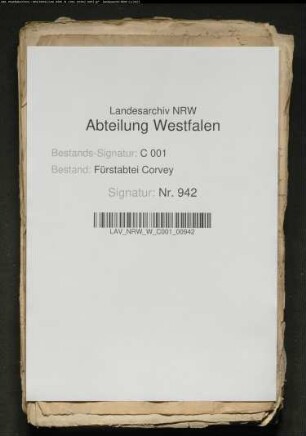 Landesarchiv NRW
Abteilung Westfalen
Bestands-Signatur: C 001
Bestand: Fürstabtei Corvey
Signatur: Nr. 942
LAV_NRW_W_C001_00942